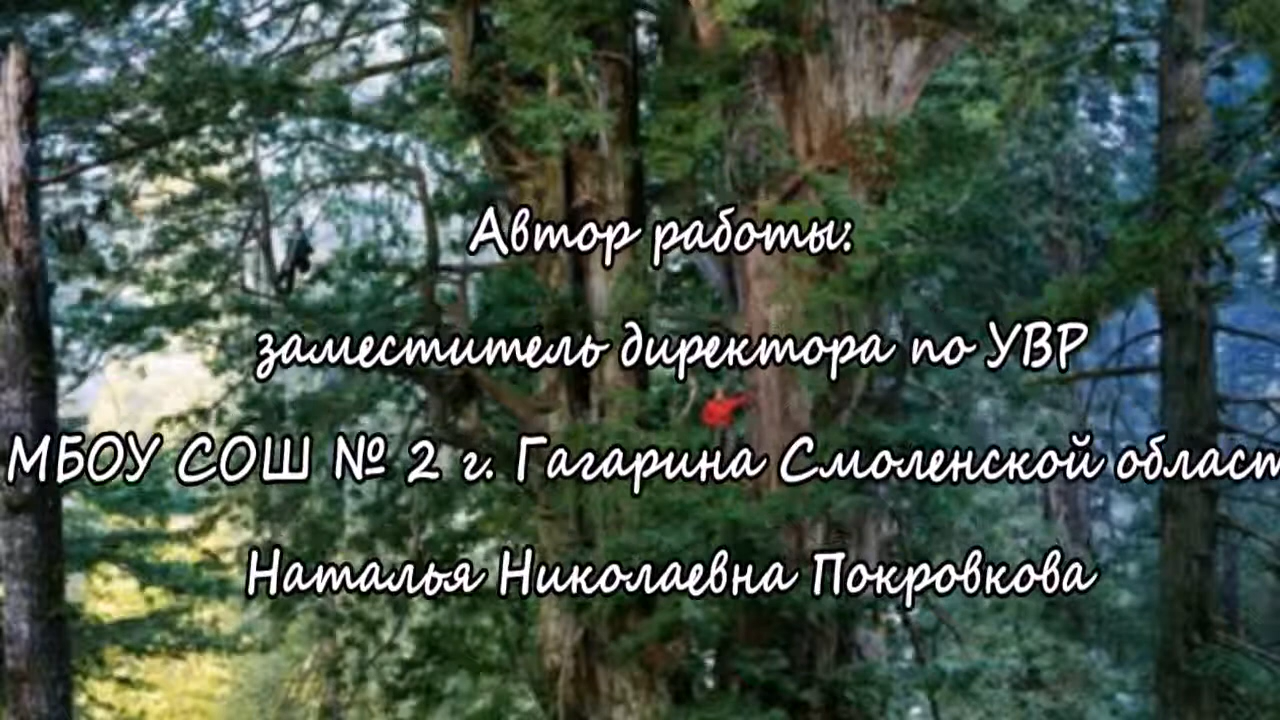 Автор работы:
заместитель директора по УВР
МБОУ СОШ № 2 г. Гагарина Смоленской област
Наталья Николаевна Покровкова